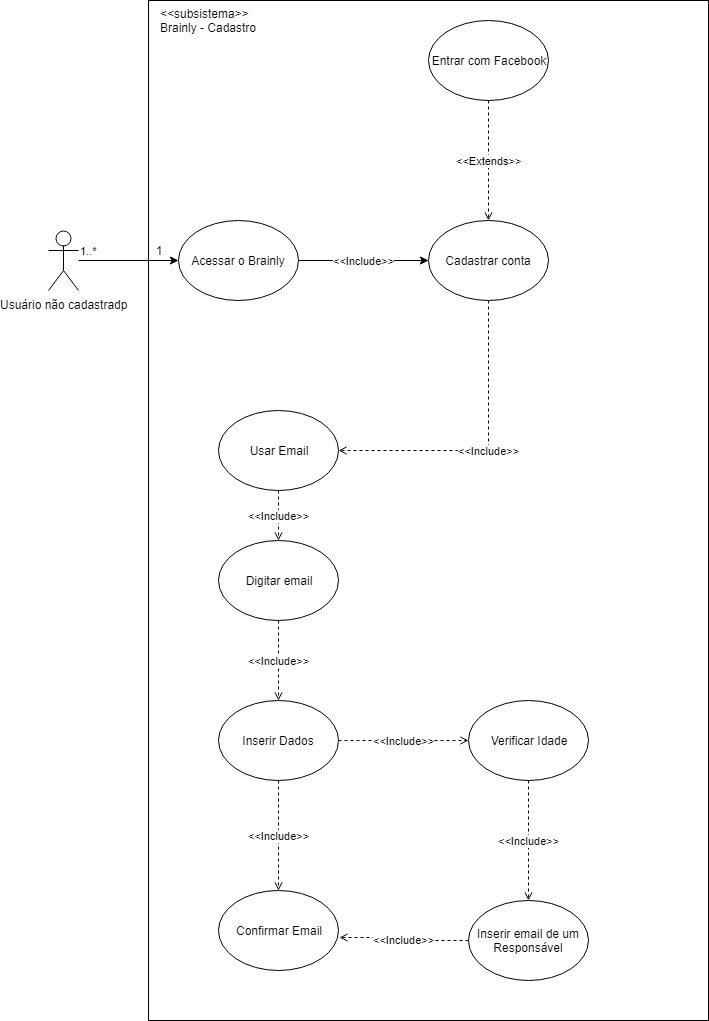 <<subsistema>>
Brainly - Cadastro
Entrar com Facebook
<<Extends>>
1..*
1
Acessar o Brainly
<<Include>>
Cadastrar conta
Usuário não cadastradp
Usar Email
<<Include>>
<<Include>>
Digitar email
<<Include>>
Inserir Dados
<<Include>>
Verificar Idade
<<Include>>
<<Include>>
Confirmar Email
<<Include>>
Inserir email de um
Responsável